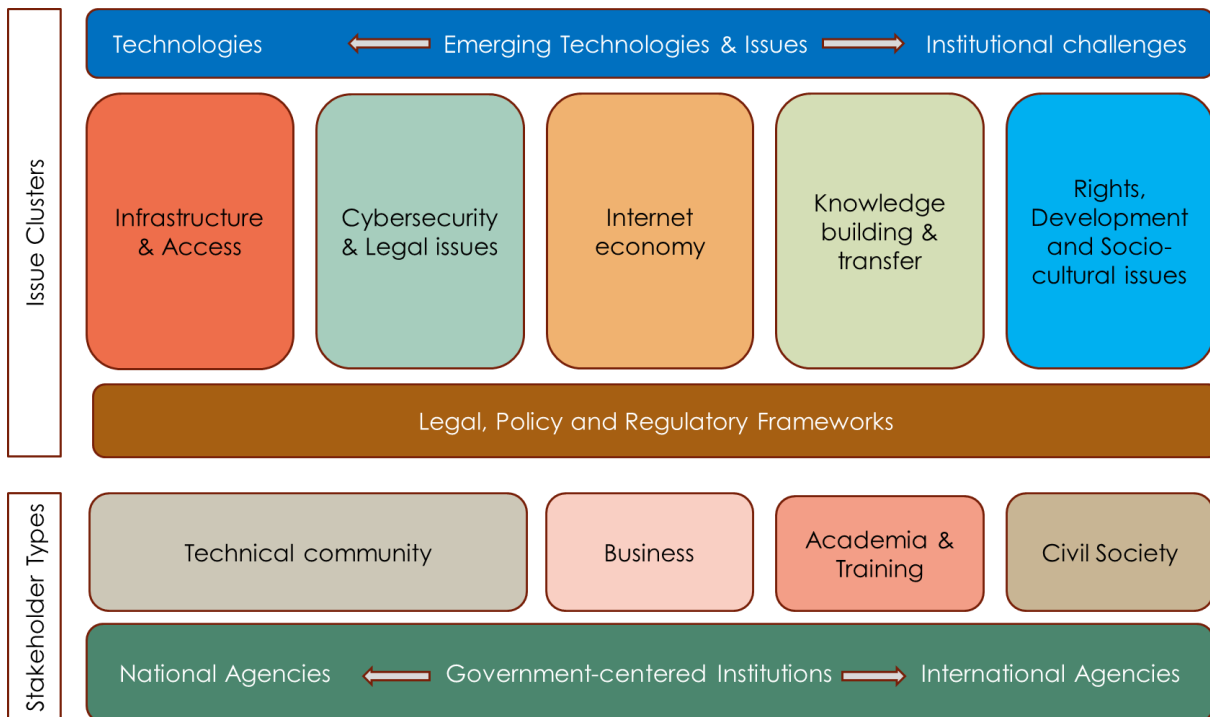 Issue Clusters
Technologies Emerging Technologies & Issues Institutional challenges
Infrastructure
& Access
Cybersecurity
& Legal issues
Internet
economy
Knowledge
building &
transfer
Rights,
Development
and Socio-
cultural issues
Legal, Policy and Regulatory Frameworks
Stakeholder Types
Technical community
Business
Academia &
Training
Civil Society
National Agencies Government-centered Institutions International Agencies